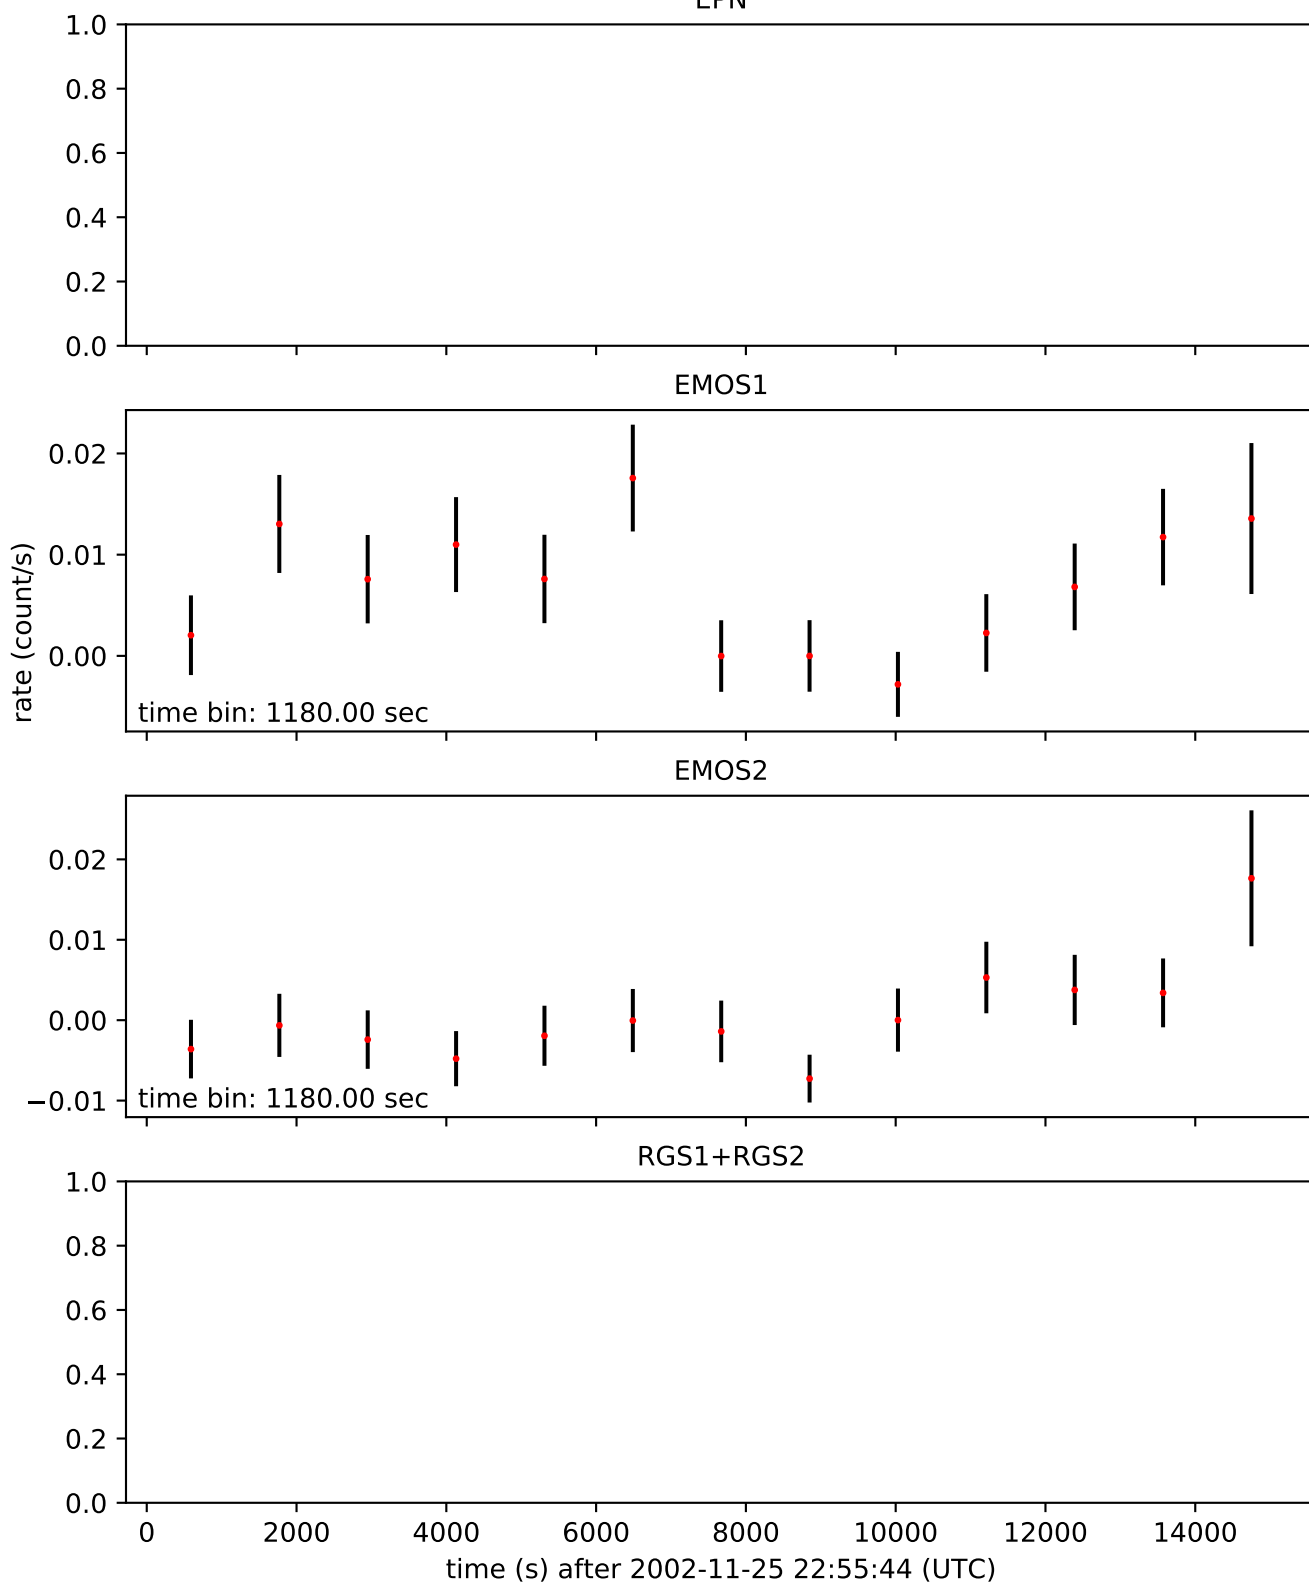 EPN
1.0
0.8
0.6
0.4
0.2
0.0
EMOS1
0.02
0.01
0.00
rate (count/s)
time bin: 1180.00 sec
EMOS2
0.02
0.01
0.00
−0.01
time bin: 1180.00 sec
RGS1+RGS2
1.0
0.8
0.6
0.4
0.2
0.0
0 2000 4000 6000 8000 10000 12000 14000
time (s) after 2002-11-25 22:55:44 (UTC)